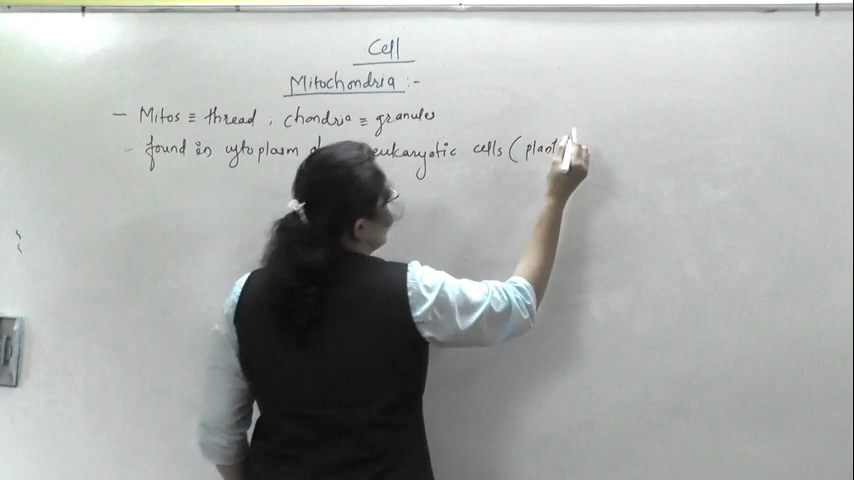 Cell
Mitochondria :-
- Mitos ≡ thread ; chondria ≡ granules
- found in cytoplasm eukaryotic cells (plant